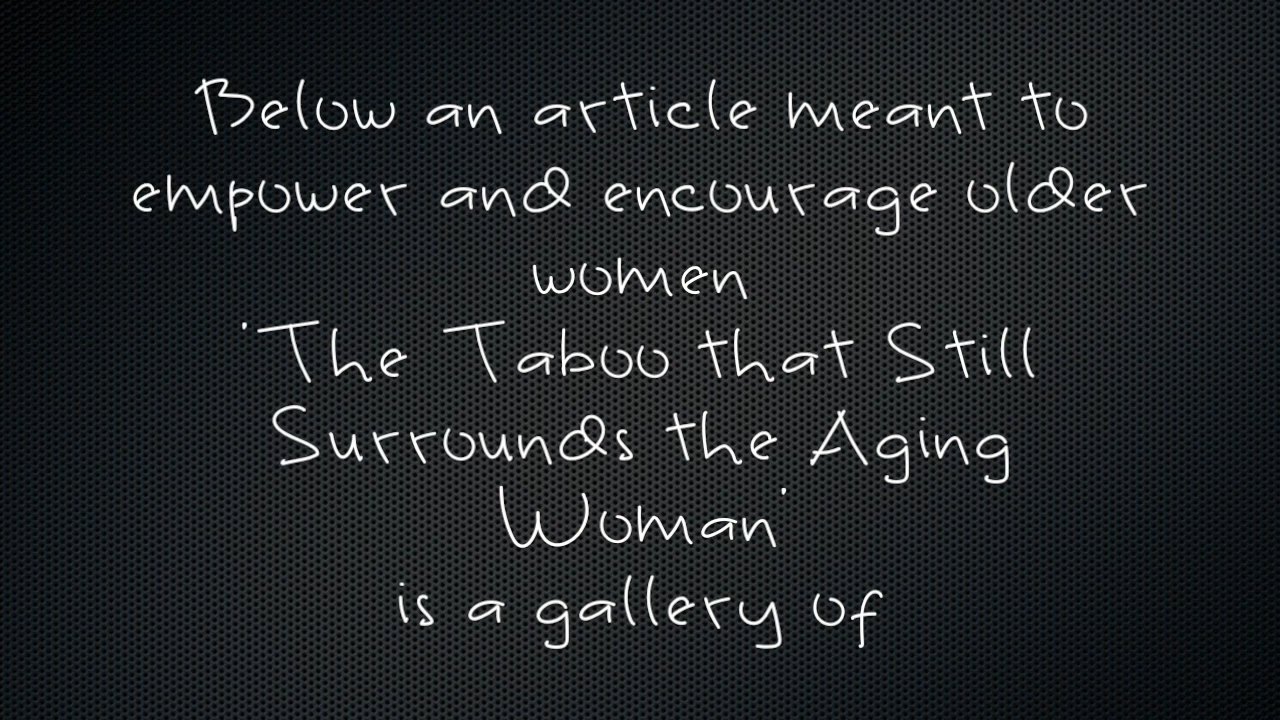 Below an article meant to
empower and encourage older
women
'The Taboo that Still
Surrounds the Aging
Woman'
is a gallery of